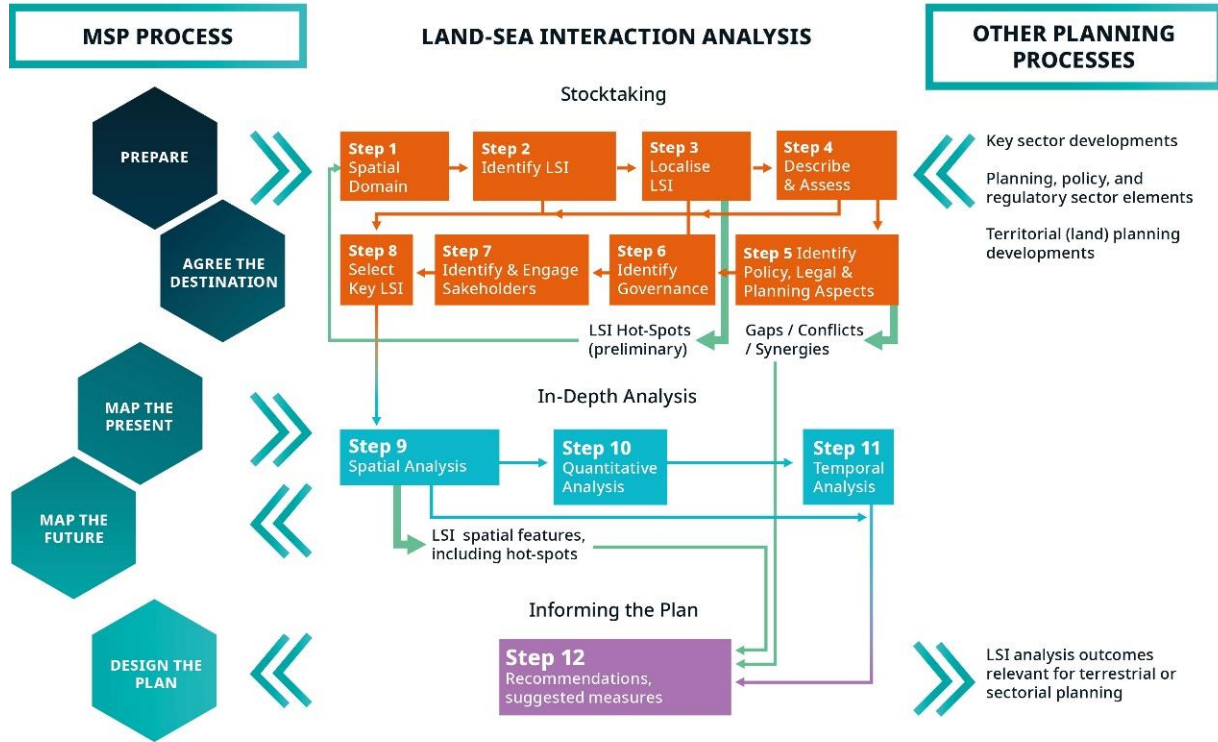 MSP PROCESS
LAND-SEA INTERACTION ANALYSIS
OTHER PLANNING
PROCESSES
Stocktaking
PREPARE
AGREE THE
DESTINATION
Step 1
Spatial
Domain
Step 2
Identify LSI
Step 3
Localise
LSI
Step 4
Describe
& Assess
Key sector developments
Planning, policy, and
regulatory sector elements
Territorial (land) planning
developments
Step 8
Select
Key LSI
Step 7
Identify & Engage
Sakeholders
Step 6
Identify
Governance
Step 5 Identify
Policy, Legal &
Planning Aspects
LSI Hot-Spots
(preliminary)
Gaps / Conflicts
/ Synergies
In-Depth Analysis
MAP THE
PRESENT
MAP THE
FUTURE
Step 9
Spatial Analysis
Step 10
Quantitative
Analysis
Step 11
Temporal
Analysis
LSI spatial features,
including hot-spots
Informing the Plan
DESIGN THE
PLAN
Step 12
Recommendations,
suggested measures
LSI analysis outcomes
relevant for terrestrial or
sectorial planning